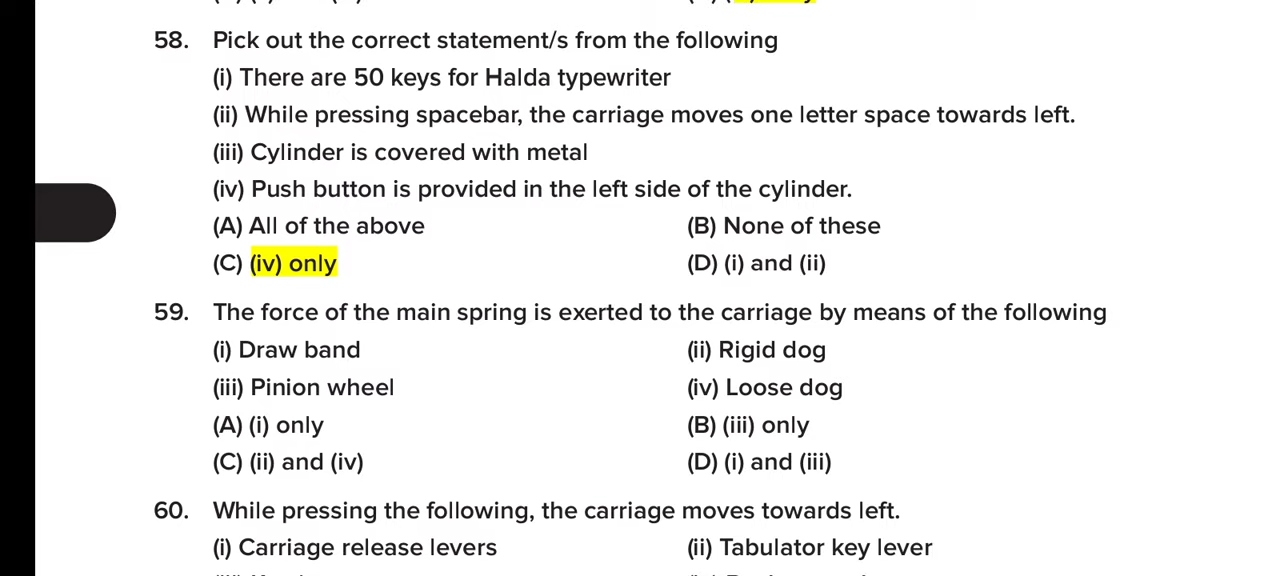 58. Pick out the correct statement/s from the following
(i) There are 50 keys for Halda typewriter
(ii) While pressing spacebar, the carriage moves one letter space towards left.
(iii) Cylinder is covered with metal
(iv) Push button is provided in the left side of the cylinder.
(A) All of the above (B) None of these
(C) (iv) only (D) (i) and (ii)
59. The force of the main spring is exerted to the carriage by means of the following
(i) Draw band (ii) Rigid dog
(iii) Pinion wheel (iv) Loose dog
(A) (i) only (B) (iii) only
(C) (ii) and (iv) (D) (i) and (iii)
60. While pressing the following, the carriage moves towards left.
(i) Carriage release levers (ii) Tabulator key lever